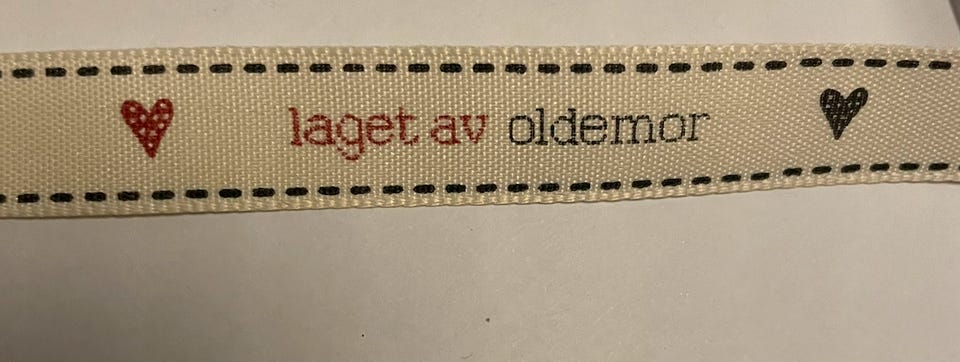 laget av oldemor